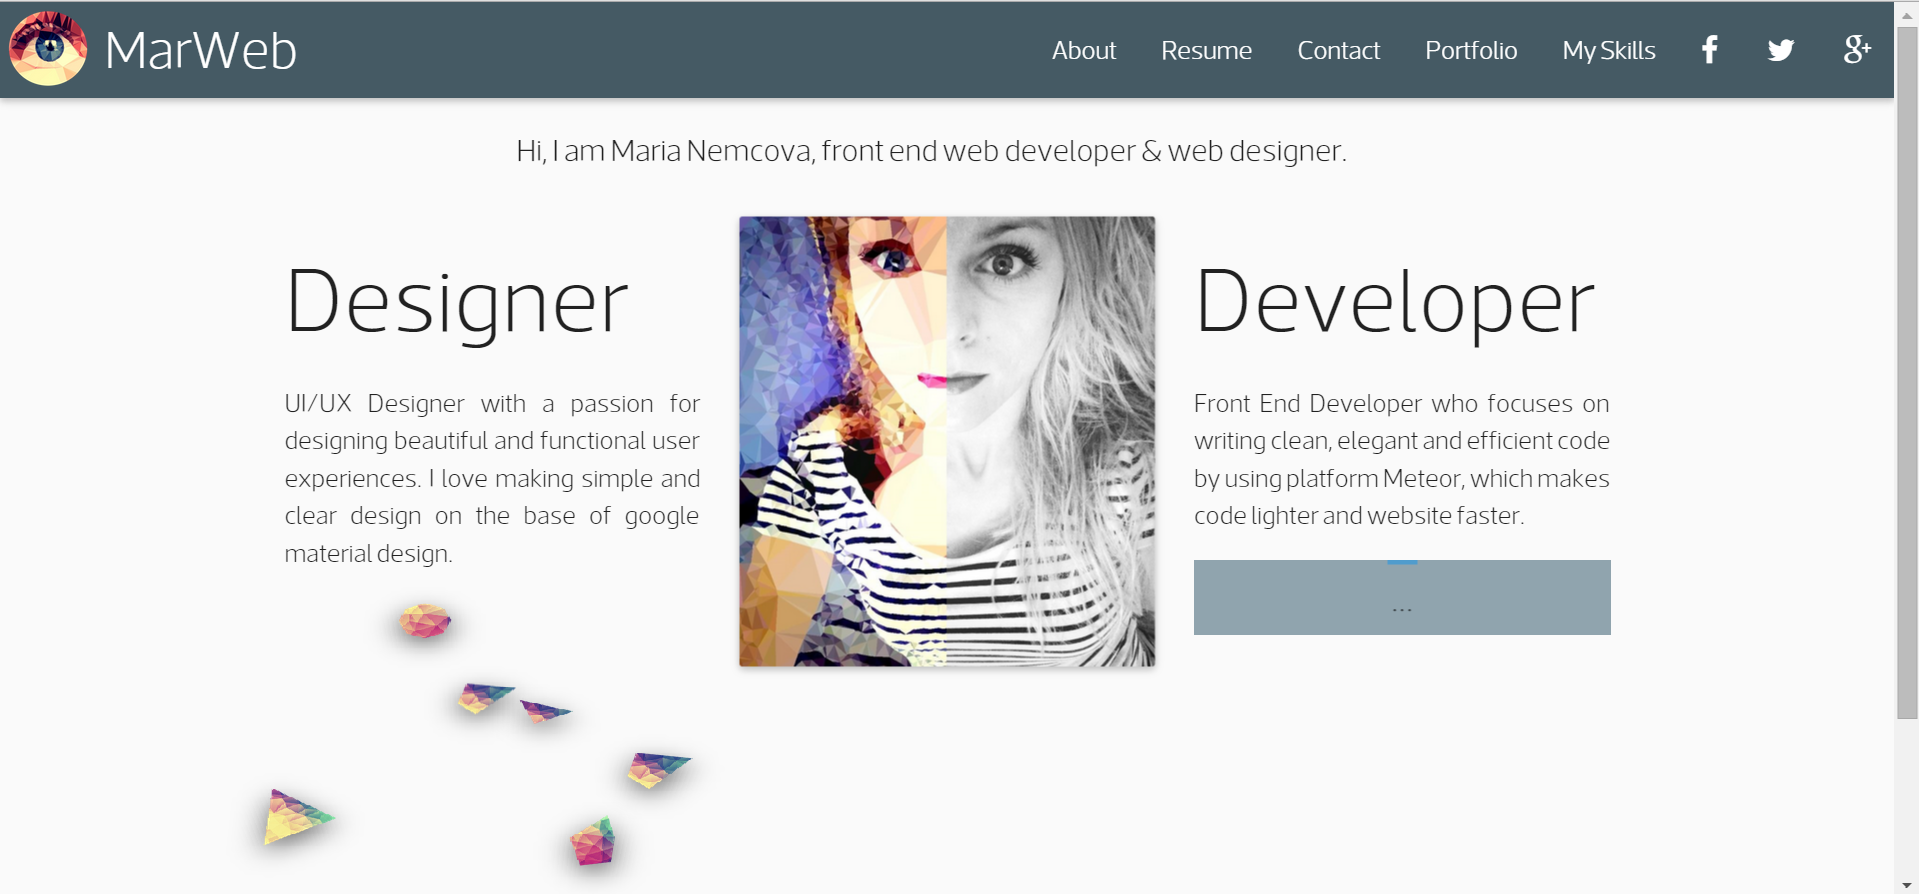 MarWeb
About Resume Contact Portfolio My Skills f g+
Hi, I am Maria Nemcova, front end web developer & web designer.
Designer
UI/UX Designer with a passion for
designing beautiful and functional user
experiences. I love making simple and
clear design on the base of google
material design.
Developer
Front End Developer who focuses on
writing clean, elegant and efficient code
by using platform Meteor, which makes
code lighter and website faster.
...